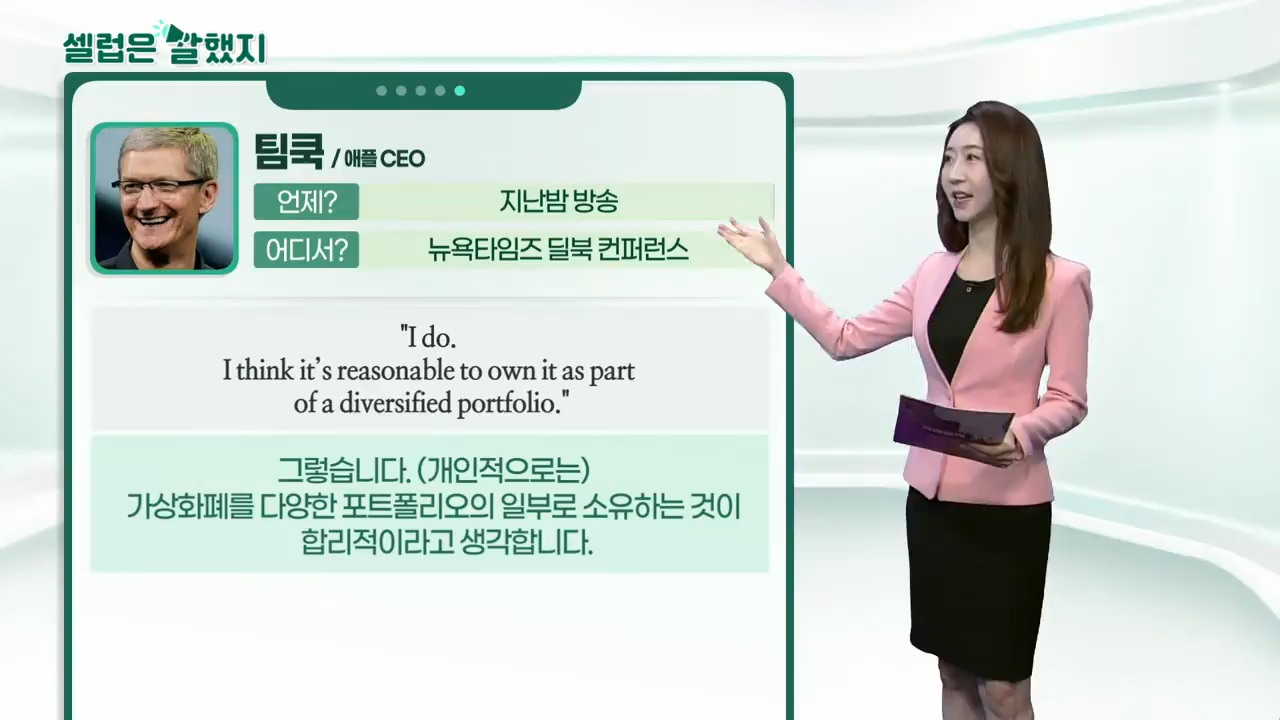 셀럽은 말했지
팀쿡 / 애플 CEO
언제? 지난밤 방송
어디서? 뉴욕타임즈 딜북 컨퍼런스
"I do.
I think it’s reasonable to own it as part
of a diversified portfolio."
그렇습니다. (개인적으로는)
가상화폐를 다양한 포트폴리오의 일부로 소유하는 것이
합리적이라고 생각합니다.